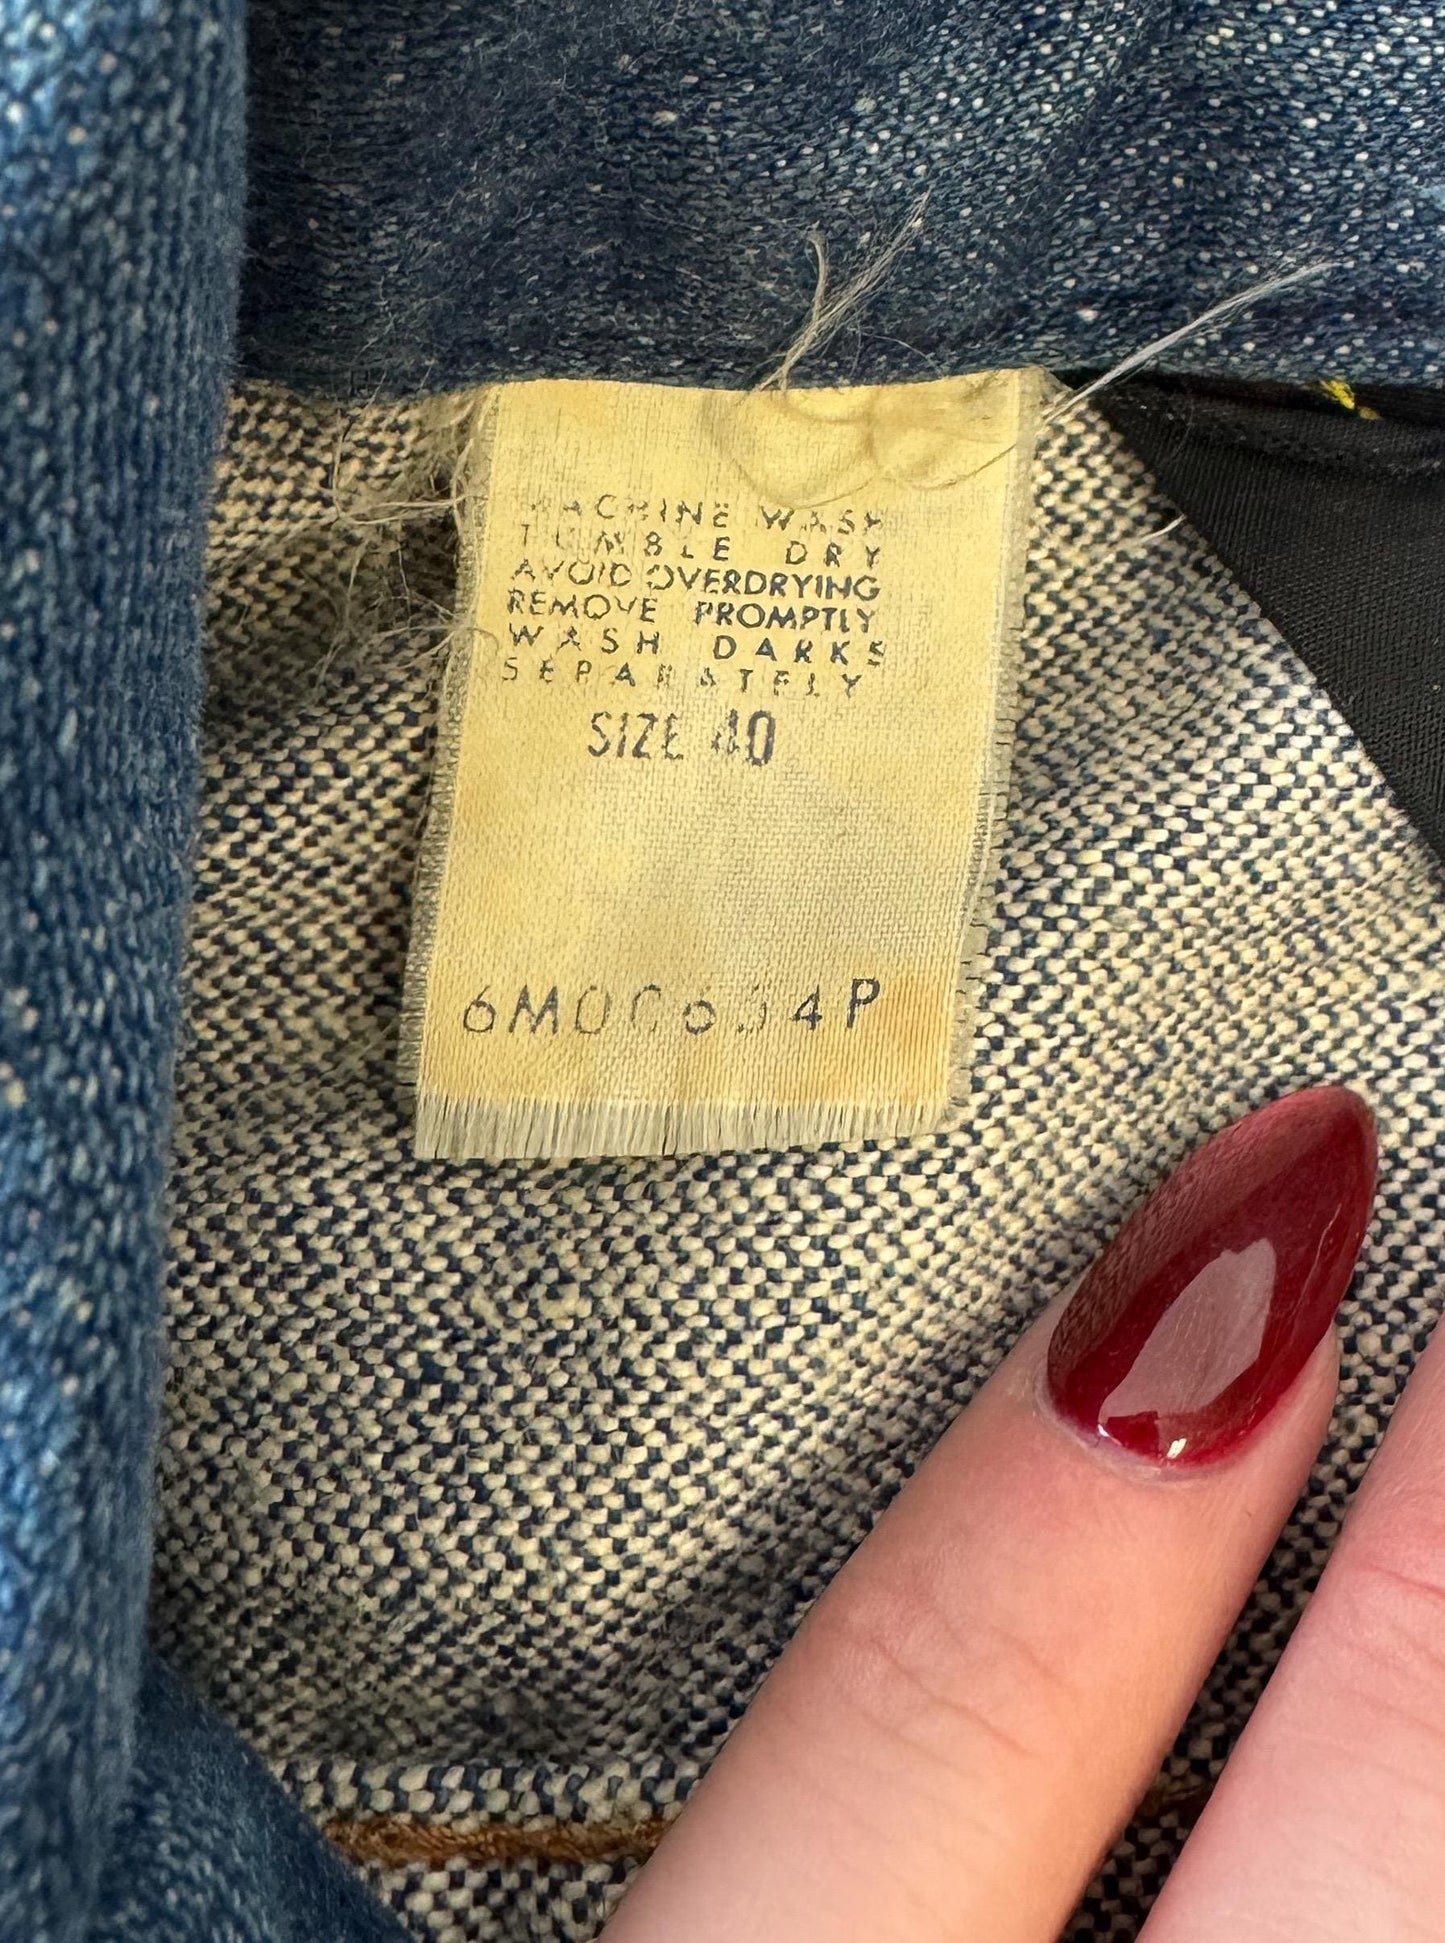 MACHINE WASH
TUMBLE DRY
AVOID OVERDRYING
REMOVE PROMPTLY
WASH DARKS
SEPARATELY
SIZE 40